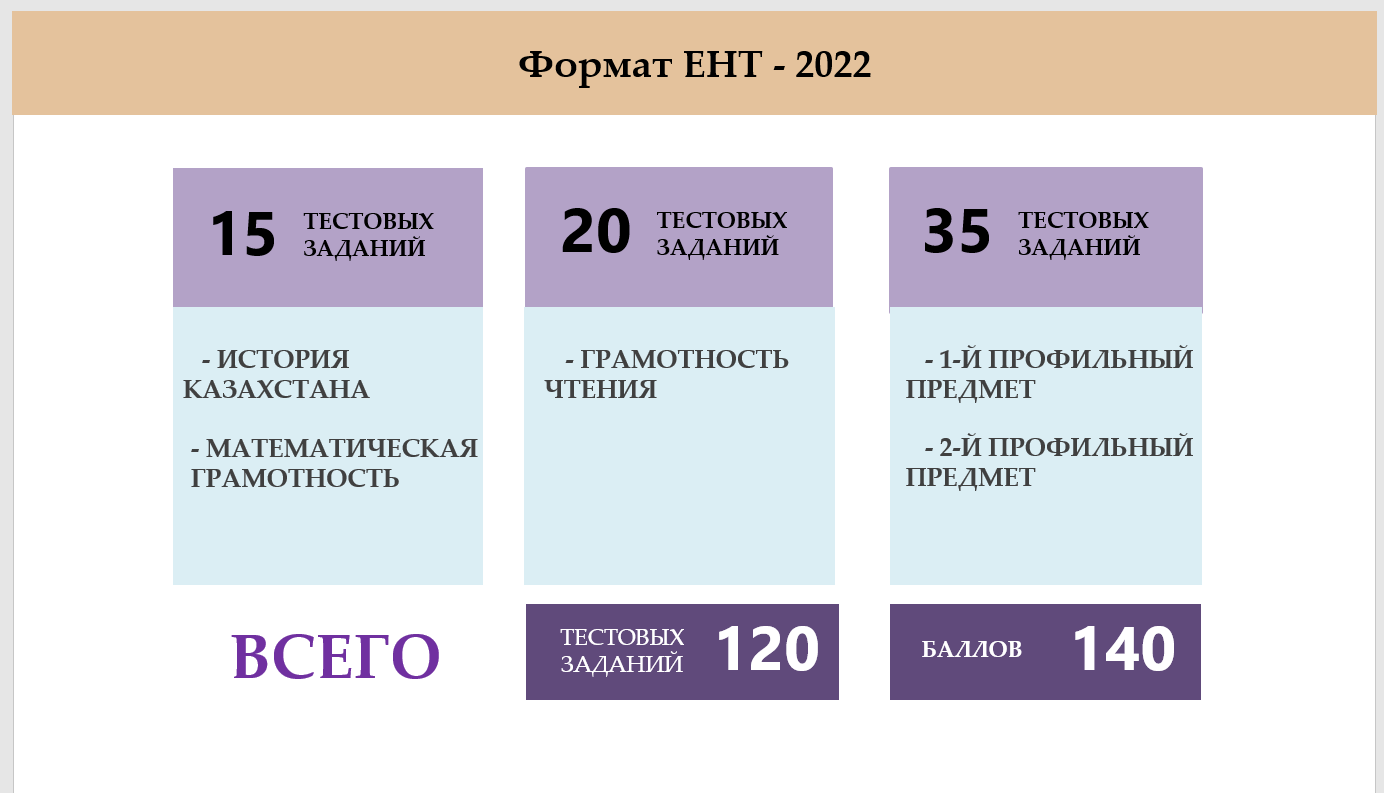 Формат ЕНТ - 2022
15 ТЕСТОВЫХ
ЗАДАНИЙ
- ИСТОРИЯ
КАЗАХСТАНА
- МАТЕМАТИЧЕСКАЯ
ГРАМОТНОСТЬ
20 ТЕСТОВЫХ
ЗАДАНИЙ
- ГРАМОТНОСТЬ
ЧТЕНИЯ
35 ТЕСТОВЫХ
ЗАДАНИЙ
- 1-Й ПРОФИЛЬНЫЙ
ПРЕДМЕТ
- 2-Й ПРОФИЛЬНЫЙ
ПРЕДМЕТ
ВСЕГО
ТЕСТОВЫХ
ЗАДАНИЙ 120
БАЛЛОВ 140